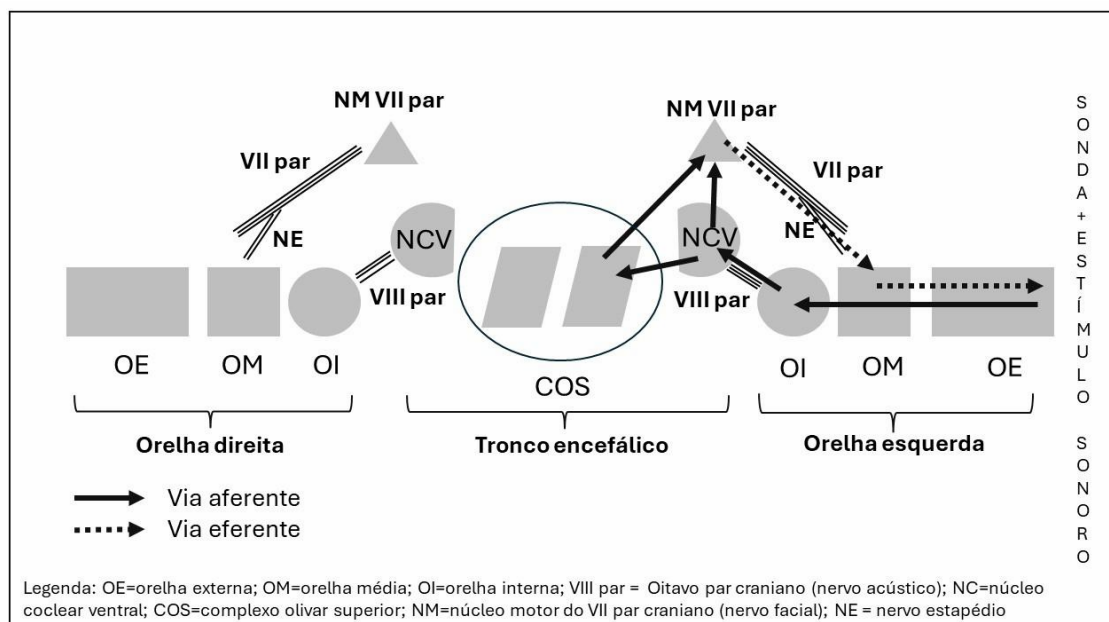 NM VII par
NM VII par
VII par
VII par
NE
NE
NCV
NCV
VIII par
VIII par
OE
OM
OI
COS
OI
OM
OE
Orelha direita
Tronco encefálico
Orelha esquerda
SONDA+ESTÍMULO SONORO
Via aferente
Via eferente
Legenda: OE=orelha externa; OM=orelha média; OI=orelha interna; VIII par = Oitavo par craniano (nervo acústico); NC=núcleo
coclear ventral; COS=complexo olivar superior; NM=núcleo motor do VII par craniano (nervo facial); NE = nervo estapédio